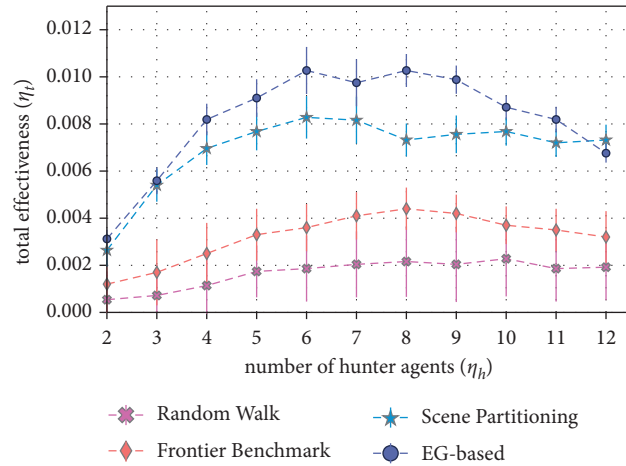 0.012
0.010
0.008
0.006
0.004
0.002
0.000
total effectiveness (η_t)
2 3 4 5 6 7 8 9 10 11 12
number of hunter agents (η_h)
Random Walk
Frontier Benchmark
Scene Partitioning
EG-based